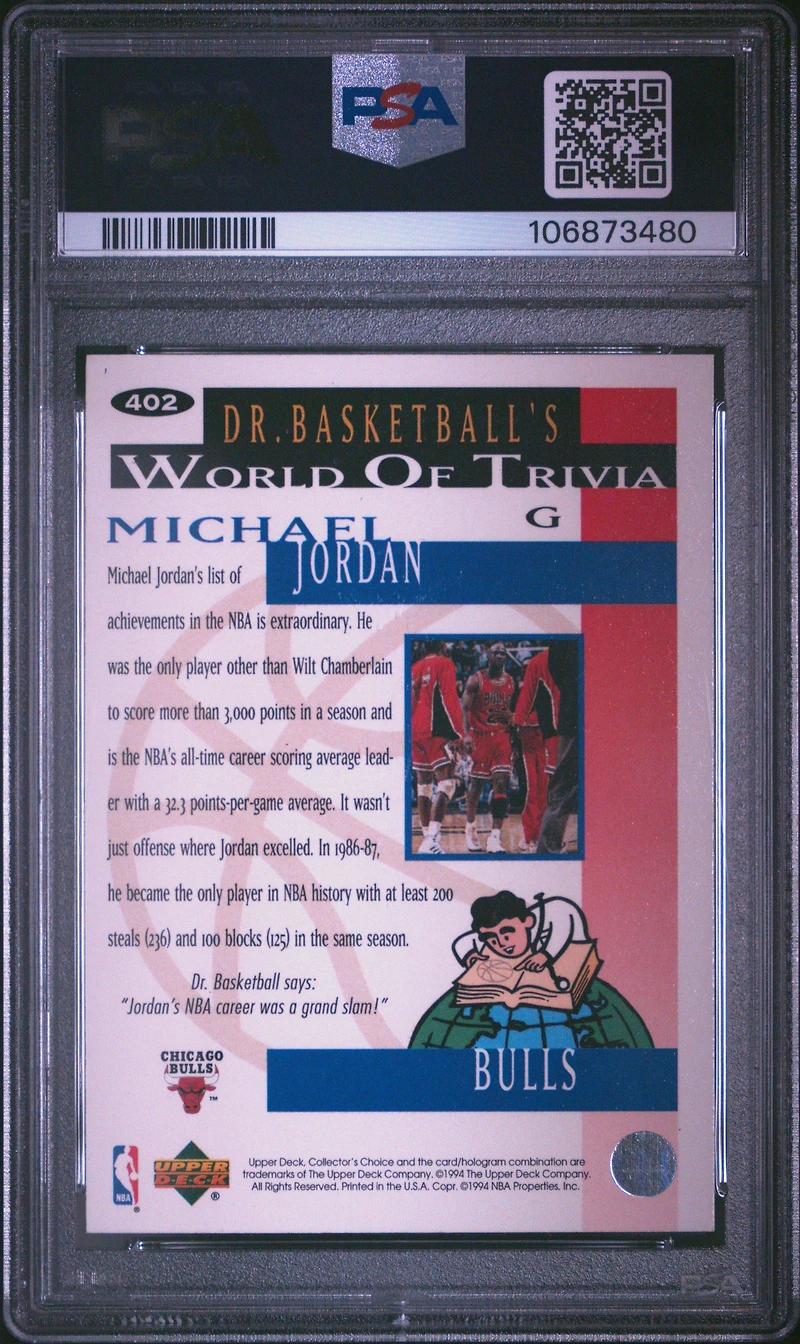 PSA
PSA
106873480
402
DR. BASKETBALL'S
WORLD OF TRIVIA
MICHAEL
G
JORDAN
Michael Jordan's list of
achievements in the NBA is extraordinary. He
was the only player other than Wilt Chamberlain
to score more than 3,000 points in a season and
is the NBA's all-time career scoring average lead-
er with a 32.3 points-per-game average. It wasn't
just offense where Jordan excelled. In 1986-87,
he became the only player in NBA history with at least 200
steals (236) and 100 blocks (125) in the same season.
Dr. Basketball says:
"Jordan's NBA career was a grand slam!"
BULLS
CHICAGO
BULLS
TM
NBA
®
UPPER
DECK
®
Upper Deck, Collector's Choice and the card/hologram combination are
trademarks of The Upper Deck Company. ©1994 The Upper Deck Company.
All Rights Reserved. Printed in the U.S.A. Copr. ©1994 NBA Properties, Inc.
PSA